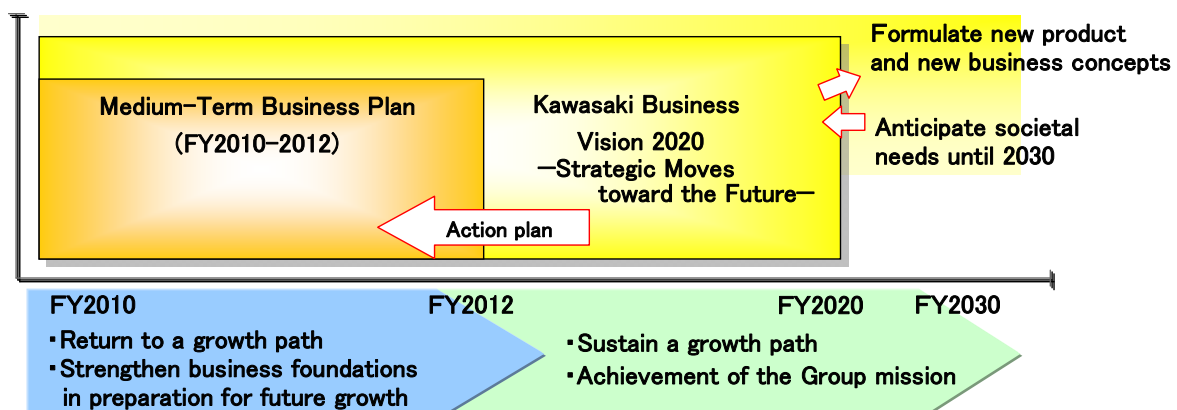 Medium-Term Business Plan
(FY2010-2012)
Kawasaki Business
Vision 2020
—Strategic Moves
toward the Future—
Action plan
Formulate new product
and new business concepts
Anticipate societal
needs until 2030
FY2010
FY2012
FY2020
FY2030
・Return to a growth path
・Strengthen business foundations
in preparation for future growth
・Sustain a growth path
・Achievement of the Group mission